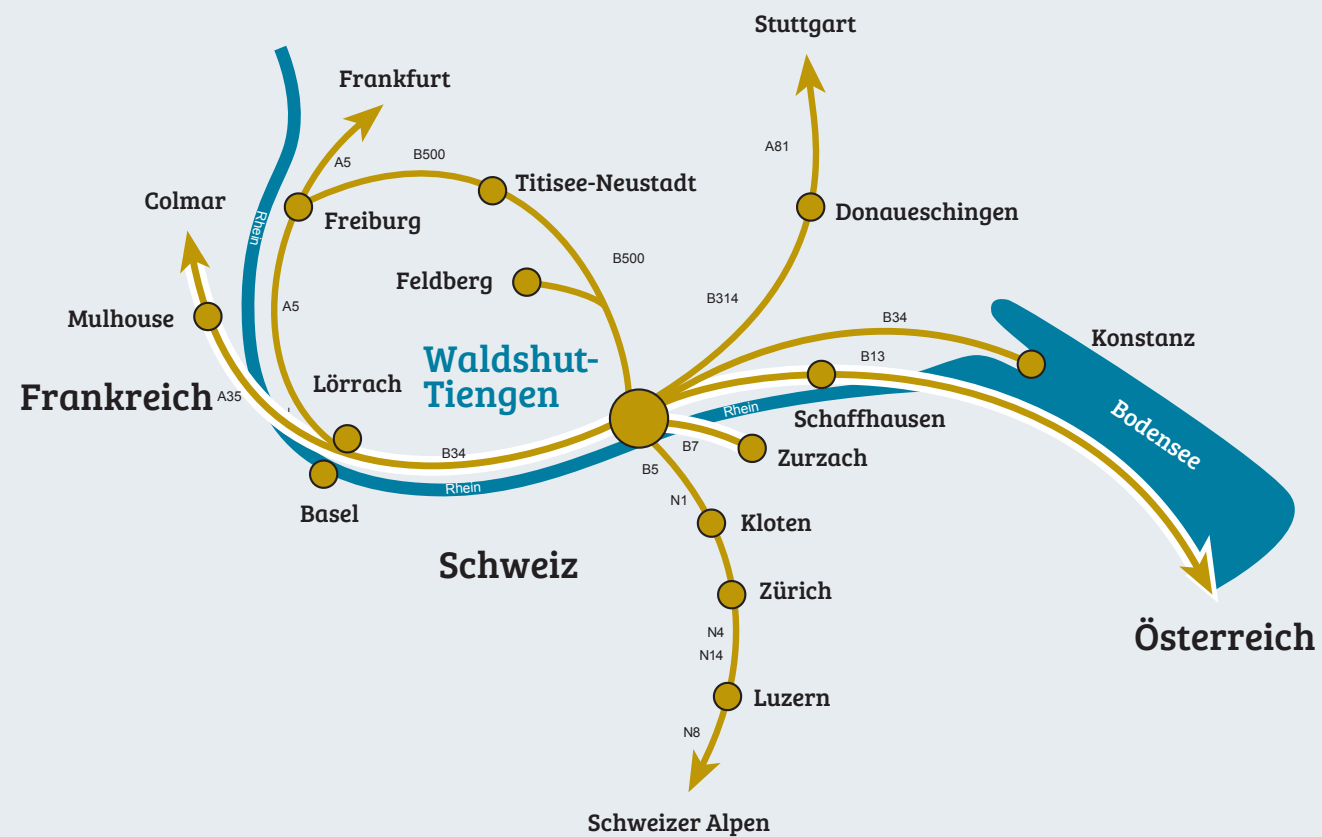 Stuttgart
Frankfurt
A5
B500
A81
Titisee-Neustadt
Colmar
Freiburg
Donaueschingen
Rhein
B500
Feldberg
B314
A5
Mulhouse
B34
Konstanz
Waldshut-
Tiengen
B13
Lörrach
Frankreich
A35
Schaffhausen
Rhein
Bodensee
B7
Zurzach
B34
B5
Rhein
N1
Basel
Kloten
Schweiz
Zürich
N4
N14
Österreich
Luzern
N8
Schweizer Alpen